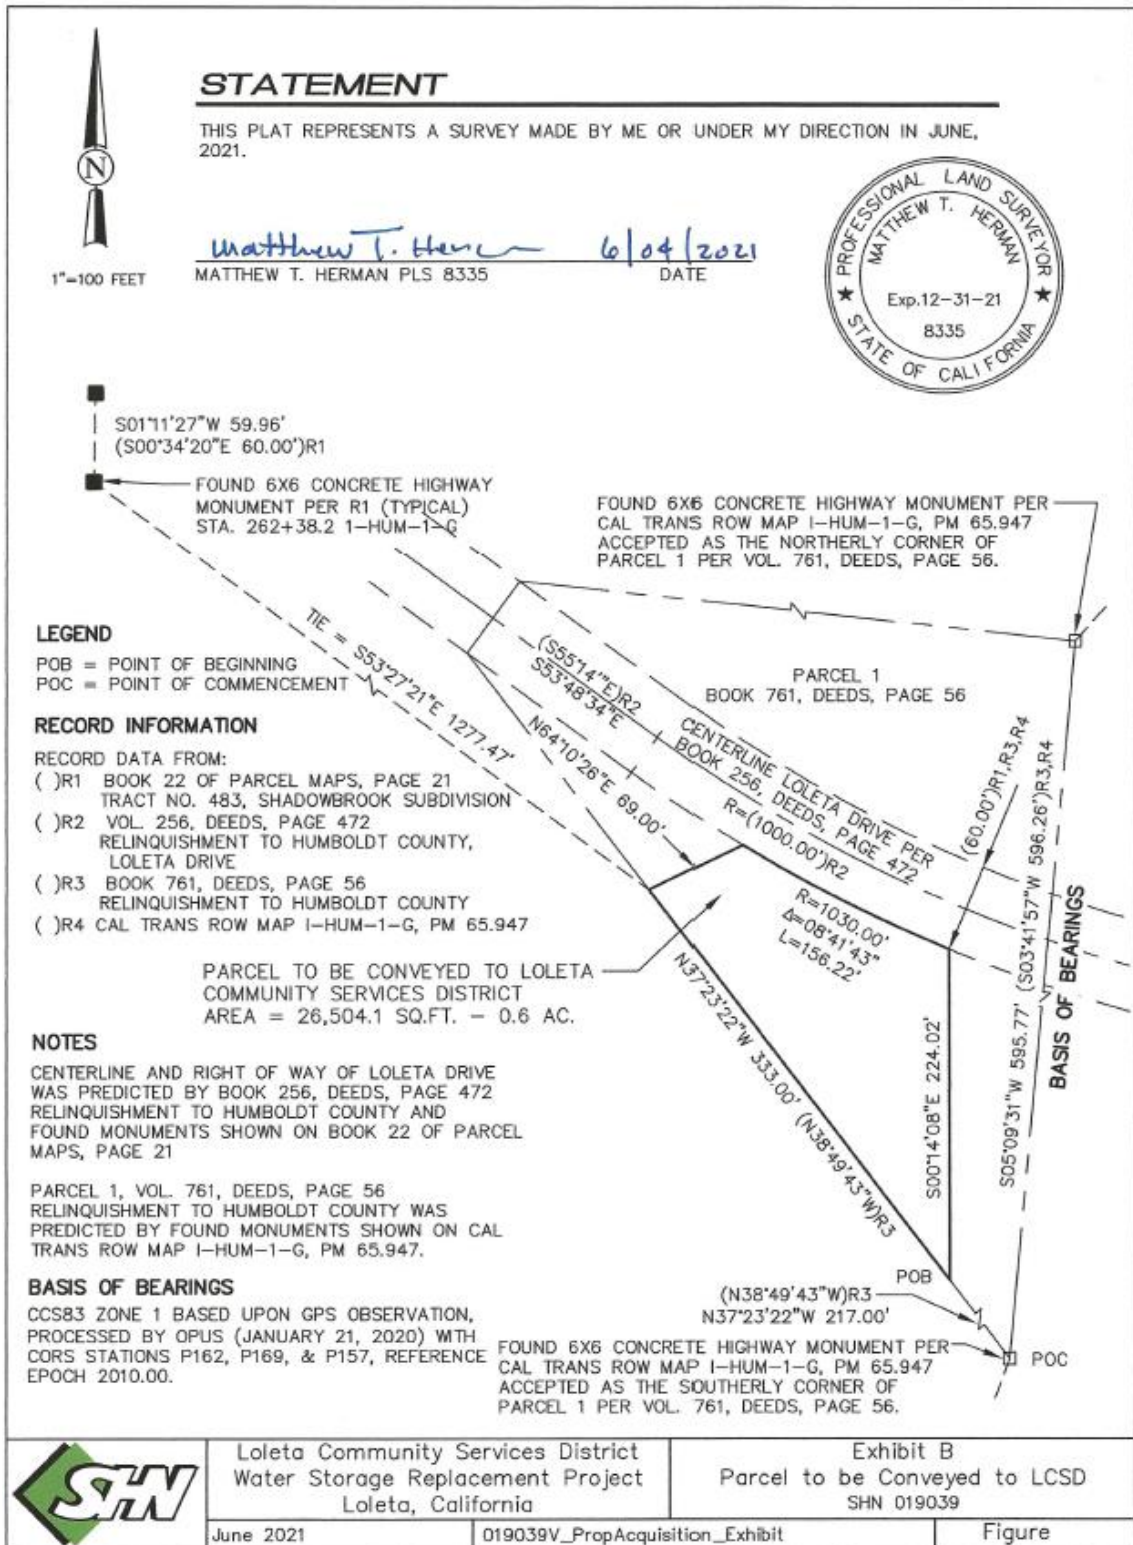 STATEMENT
THIS PLAT REPRESENTS A SURVEY MADE BY ME OR UNDER MY DIRECTION IN JUNE,
2021.
N
1"=100 FEET
Matthew T. Herman 6/04/2021
MATTHEW T. HERMAN PLS 8335
DATE
PROFESSIONAL LAND SURVEYOR
MATTHEW T. HERMAN
Exp.12-31-21
8335
★ STATE OF CALIFORNIA ★
S01°11'27"W 59.96'
(S00°34'20"E 60.00')R1
FOUND 6X6 CONCRETE HIGHWAY
MONUMENT PER R1 (TYPICAL)
STA. 262+38.2 1-HUM-1-G
FOUND 6X6 CONCRETE HIGHWAY MONUMENT PER
CAL TRANS ROW MAP I-HUM-1-G, PM 65.947
ACCEPTED AS THE NORTHERLY CORNER OF
PARCEL 1 PER VOL. 761, DEEDS, PAGE 56.
LEGEND
POB = POINT OF BEGINNING
POC = POINT OF COMMENCEMENT
TIE = S53°27'21"E 1277.47'
(S55°14'"E)R2
S53°48'34"E
PARCEL 1
BOOK 761, DEEDS, PAGE 56
N64°10'26"E 69.00'
CENTERLINE LOLETA DRIVE PER
BOOK 256, DEEDS, PAGE 472
R=(1000.00')R2
(60.00')R1,R3,R4
RECORD INFORMATION
RECORD DATA FROM:
( )R1 BOOK 22 OF PARCEL MAPS, PAGE 21
TRACT NO. 483, SHADOWBROOK SUBDIVISION
( )R2 VOL. 256, DEEDS, PAGE 472
RELINQUISHMENT TO HUMBOLDT COUNTY,
LOLETA DRIVE
( )R3 BOOK 761, DEEDS, PAGE 56
RELINQUISHMENT TO HUMBOLDT COUNTY
( )R4 CAL TRANS ROW MAP I-HUM-1-G, PM 65.947
R=1030.00'
Δ=08°41'43"
L=156.22'
PARCEL TO BE CONVEYED TO LOLETA
COMMUNITY SERVICES DISTRICT
AREA = 26,504.1 SQ.FT. - 0.6 AC.
N37°23'22"W 333.00' (N38°49'43"W)R3
S00°14'08"E 224.02'
S05°09'31"W 595.77' (S03°41'57"W 596.26')R3,R4
BASIS OF BEARINGS
NOTES
CENTERLINE AND RIGHT OF WAY OF LOLETA DRIVE
WAS PREDICTED BY BOOK 256, DEEDS, PAGE 472
RELINQUISHMENT TO HUMBOLDT COUNTY AND
FOUND MONUMENTS SHOWN ON BOOK 22 OF PARCEL
MAPS, PAGE 21
PARCEL 1, VOL. 761, DEEDS, PAGE 56
RELINQUISHMENT TO HUMBOLDT COUNTY WAS
PREDICTED BY FOUND MONUMENTS SHOWN ON CAL
TRANS ROW MAP I-HUM-1-G, PM 65.947.
POB
(N38°49'43"W)R3
N37°23'22"W 217.00'
BASIS OF BEARINGS
CCS83 ZONE 1 BASED UPON GPS OBSERVATION,
PROCESSED BY OPUS (JANUARY 21, 2020) WITH
CORS STATIONS P162, P169, & P157, REFERENCE
EPOCH 2010.00.
FOUND 6X6 CONCRETE HIGHWAY MONUMENT PER
CAL TRANS ROW MAP I-HUM-1-G, PM 65.947
ACCEPTED AS THE SOUTHERLY CORNER OF
PARCEL 1 PER VOL. 761, DEEDS, PAGE 56.
POC
SHN
Loleta Community Services District
Water Storage Replacement Project
Loleta, California
Exhibit B
Parcel to be Conveyed to LCSD
SHN 019039
June 2021
019039V_PropAcquisition_Exhibit
Figure